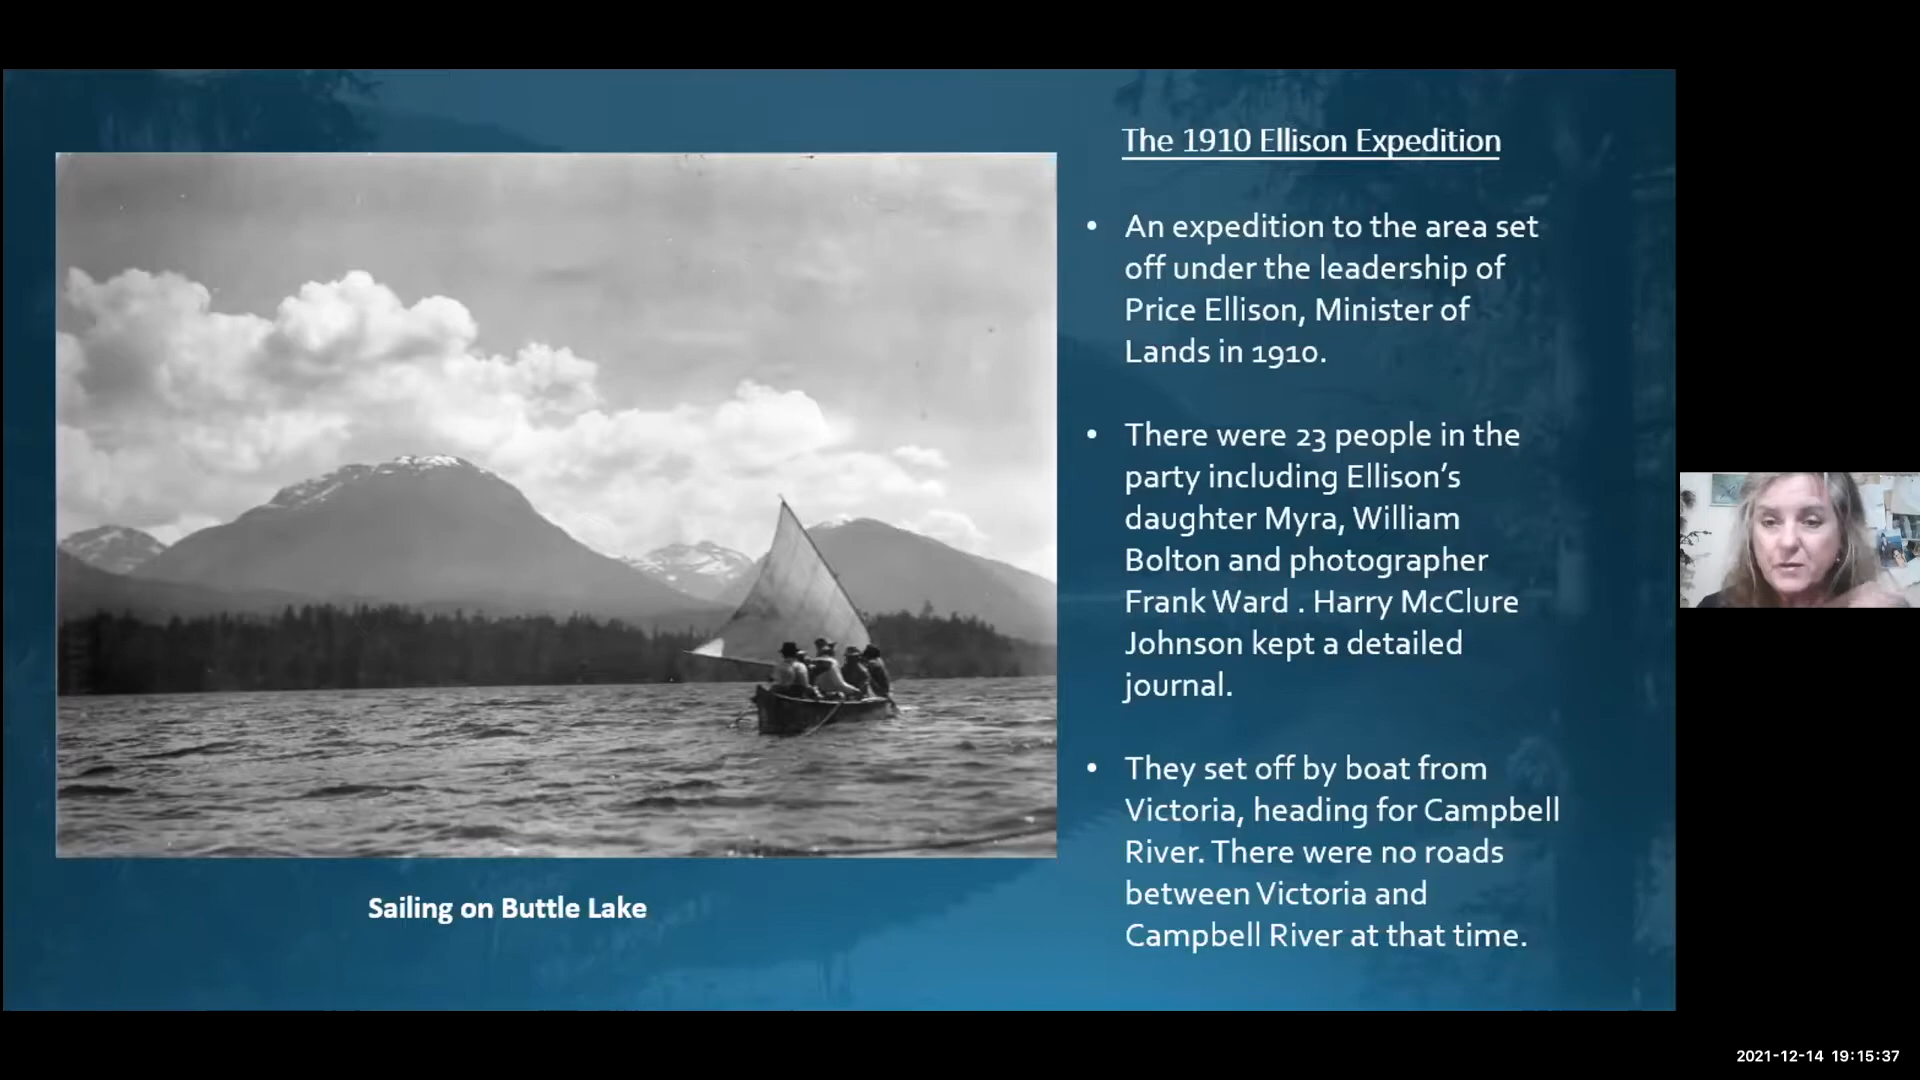 The 1910 Ellison Expedition
• An expedition to the area set
off under the leadership of
Price Ellison, Minister of
Lands in 1910.
• There were 23 people in the
party including Ellison’s
daughter Myra, William
Bolton and photographer
Frank Ward . Harry McClure
Johnson kept a detailed
journal.
• They set off by boat from
Victoria, heading for Campbell
River. There were no roads
between Victoria and
Campbell River at that time.
Sailing on Buttle Lake
2021-12-14 19:15:37